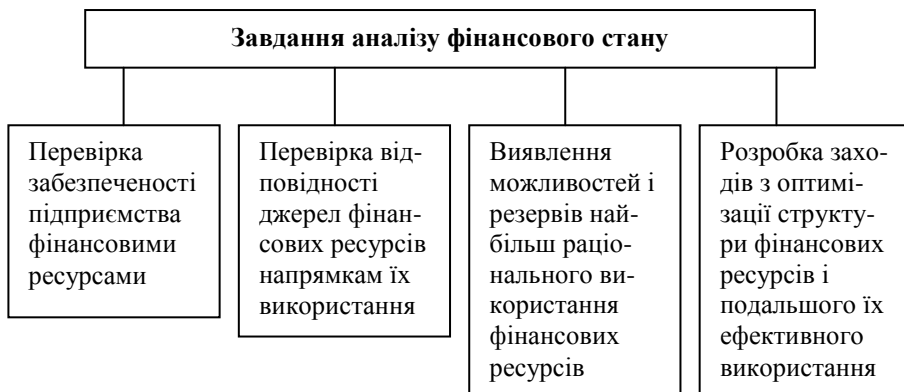 Завдання аналізу фінансового стану
Перевірка
забезпеченості
підприємства
фінансовими
ресурсами
Перевірка від-
повідності
джерел фінан-
сових ресурсів
напрямкам їх
використання
Виявлення
можливостей і
резервів най-
більш раціо-
нального ви-
користання
фінансових
ресурсів
Розробка захо-
дів з оптимі-
зації структу-
ри фінансових
ресурсів і
подальшого їх
ефективного
використання